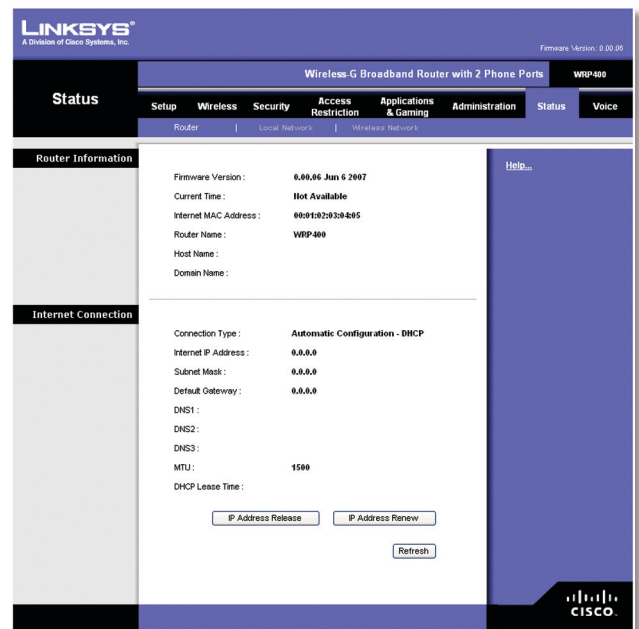 LINKSYS®
A Division of Cisco Systems, Inc.
Firmware Version: 0.00.06
Wireless-G Broadband Router with 2 Phone Ports WRP400
Status
Setup Wireless Security Access Restriction Applications & Gaming Administration Status Voice
Router | Local Network | Wireless Network
Router Information
Help...
Firmware Version : 0.00.06 Jun 6 2007
Current Time : Not Available
Internet MAC Address : 00:01:02:03:04:05
Router Name : WRP400
Host Name :
Domain Name :
Internet Connection
Connection Type : Automatic Configuration - DHCP
Internet IP Address : 0.0.0.0
Subnet Mask : 0.0.0.0
Default Gateway : 0.0.0.0
DNS1 :
DNS2 :
DNS3 :
MTU : 1500
DHCP Lease Time :
IP Address Release IP Address Renew
Refresh
CISCO.